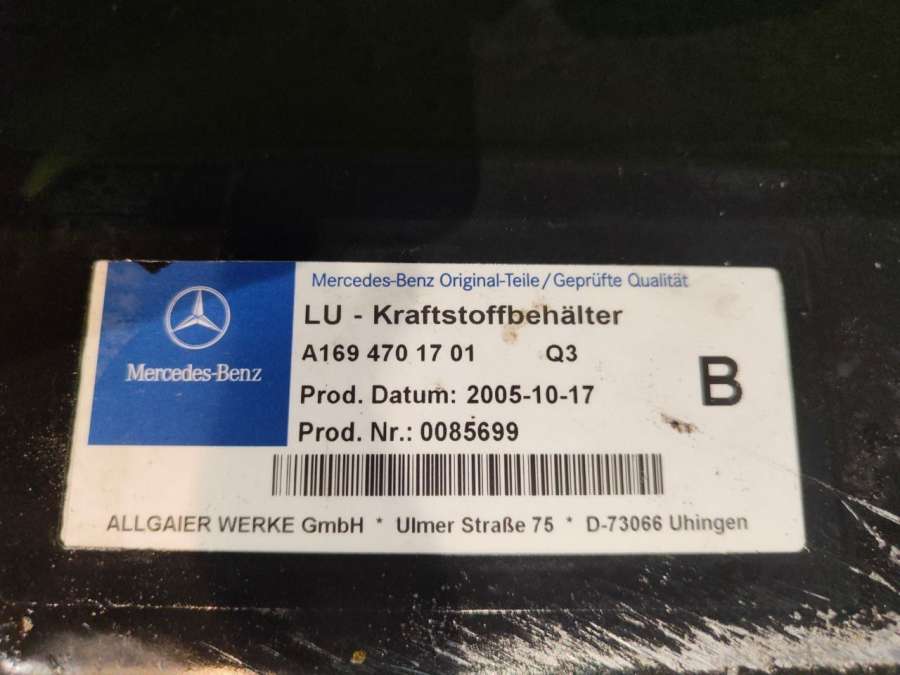 Mercedes-Benz Original-Teile/Geprüfte Qualität
LU - Kraftstoffbehälter
A169 470 17 01 Q3
B
Mercedes-Benz
Prod. Datum: 2005-10-17
Prod. Nr.: 0085699
ALLGAIER WERKE GmbH * Ulmer Straße 75 * D-73066 Uhingen